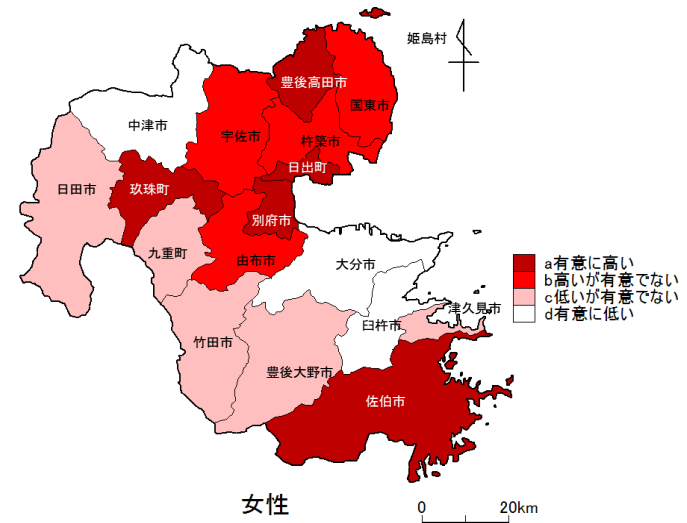 姫島村
豊後高田市
国東市
中津市
宇佐市
杵築市
日出町
日田市
玖珠町
別府市
九重町
由布市
大分市
a有意に高い
b高いが有意でない
c低いが有意でない
d有意に低い
津久見市
臼杵市
竹田市
豊後大野市
佐伯市
女性
0 20km